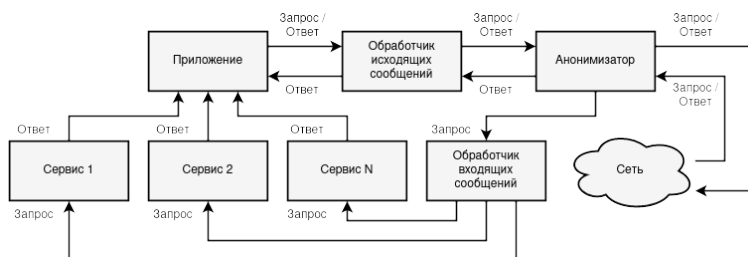 Запрос /
Ответ
Запрос /
Ответ
Запрос /
Ответ
Приложение
Обработчик
исходящих
сообщений
Анонимизатор
Ответ
Ответ
Запрос /
Ответ
Ответ
Ответ
Ответ
Запрос
Сервис 1
Сервис 2
Сервис N
Обработчик
входящих
сообщений
Сеть
Запрос
Запрос
Запрос